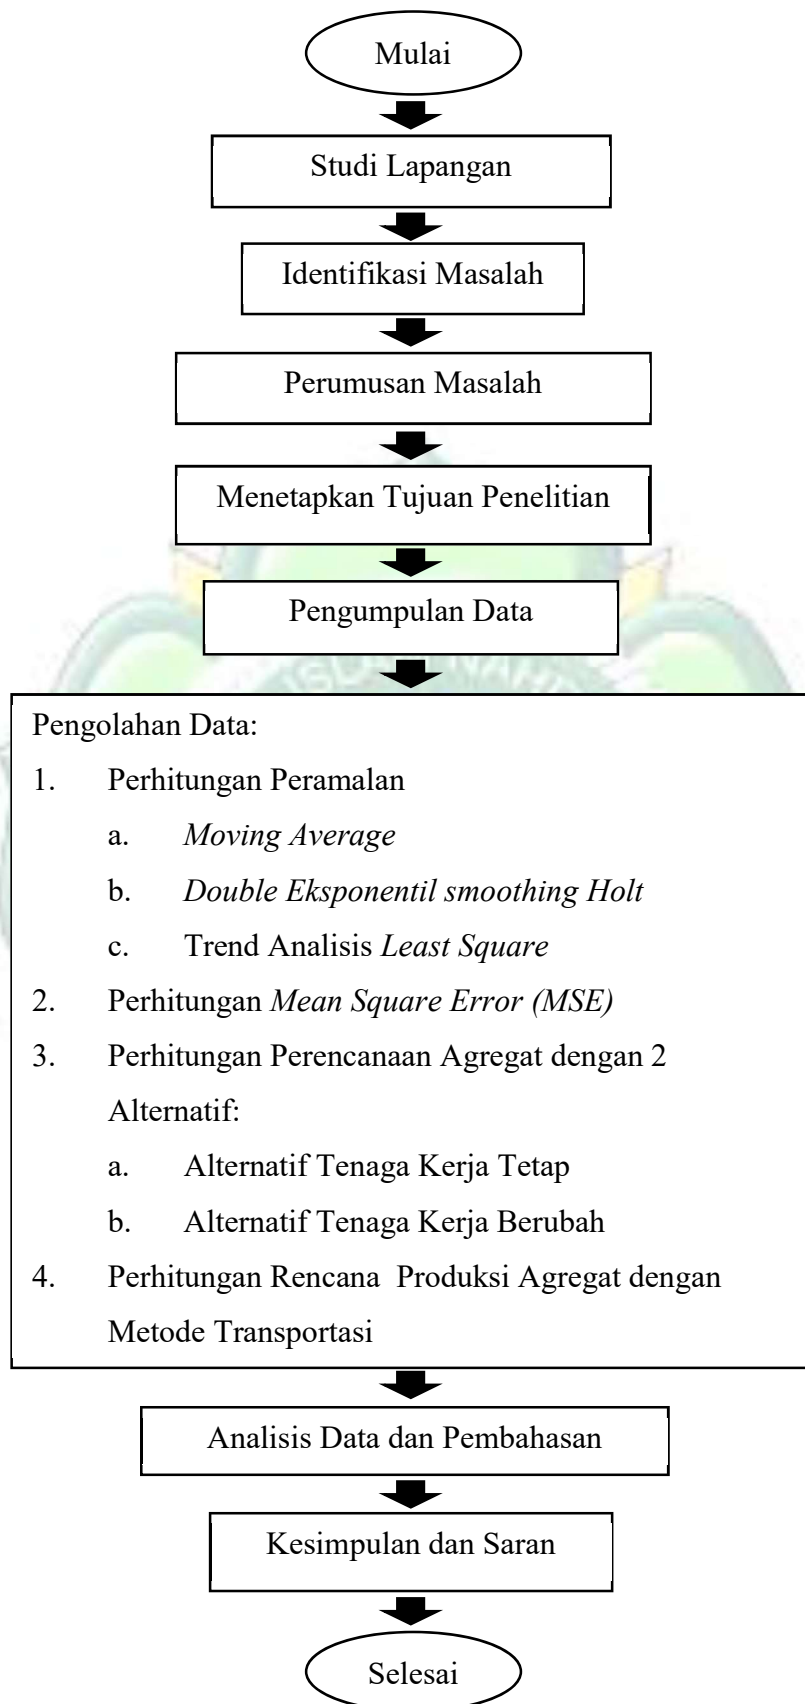 Mulai
Studi Lapangan
Identifikasi Masalah
Perumusan Masalah
Menetapkan Tujuan Penelitian
Pengumpulan Data
Pengolahan Data:
1. Perhitungan Peramalan
a. Moving Average
b. Double Eksponentil smoothing Holt
c. Trend Analisis Least Square
2. Perhitungan Mean Square Error (MSE)
3. Perhitungan Perencanaan Agregat dengan 2
Alternatif:
a. Alternatif Tenaga Kerja Tetap
b. Alternatif Tenaga Kerja Berubah
4. Perhitungan Rencana Produksi Agregat dengan
Metode Transportasi
Analisis Data dan Pembahasan
Kesimpulan dan Saran
Selesai